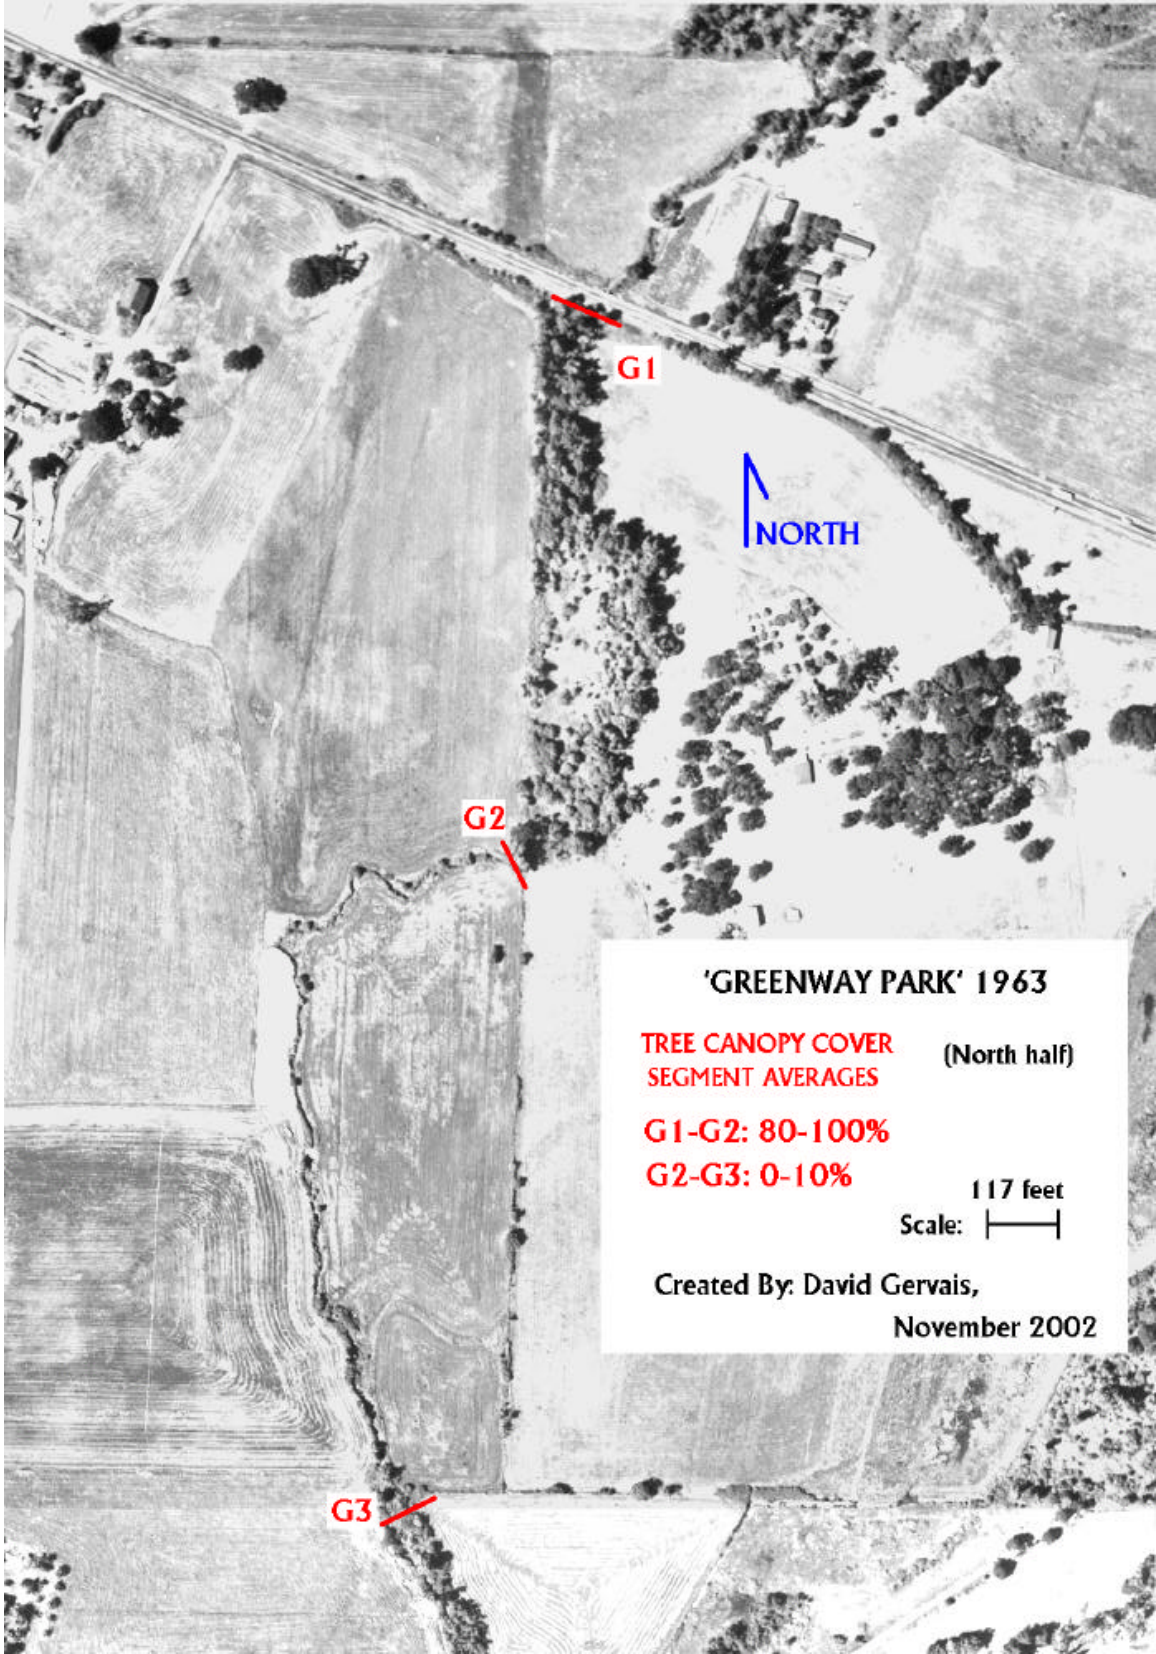 G1
NORTH
G2
'GREENWAY PARK' 1963
TREE CANOPY COVER
SEGMENT AVERAGES
(North half)
G1-G2: 80-100%
G2-G3: 0-10%
117 feet
Scale:
Created By: David Gervais,
November 2002
G3